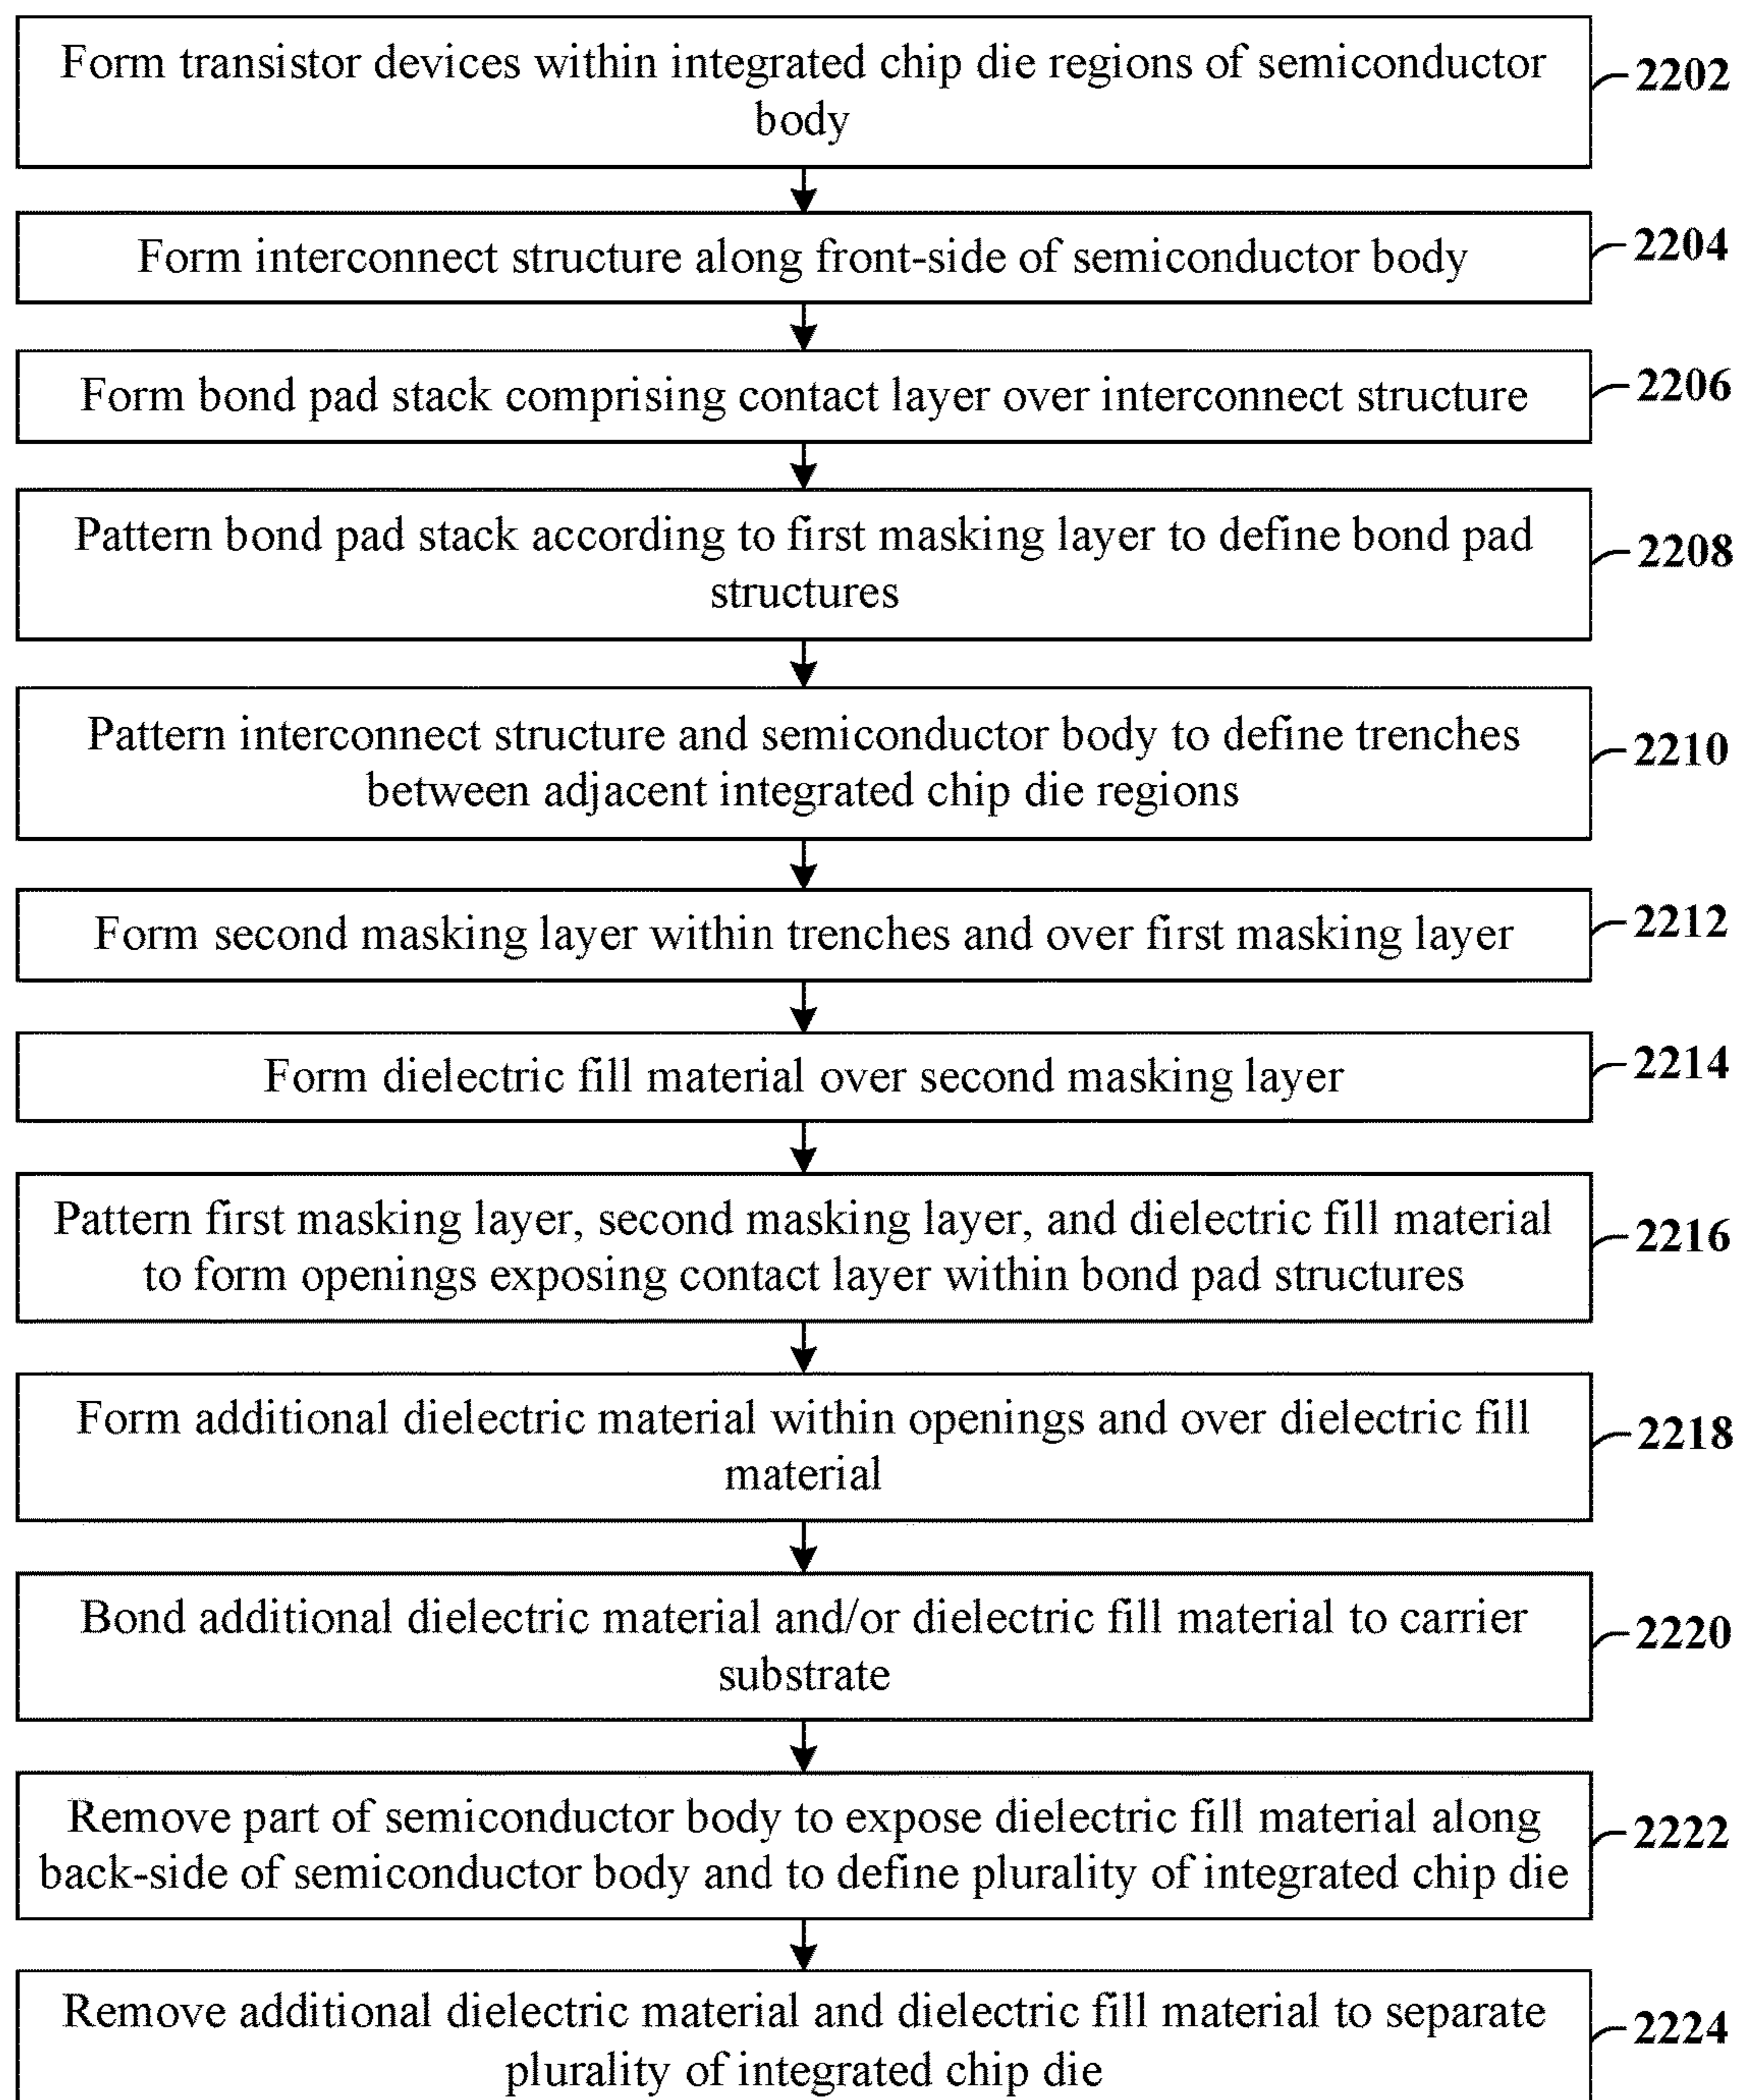 Form transistor devices within integrated chip die regions of semiconductor
body
2202
Form interconnect structure along front-side of semiconductor body
2204
Form bond pad stack comprising contact layer over interconnect structure
2206
Pattern bond pad stack according to first masking layer to define bond pad
structures
2208
Pattern interconnect structure and semiconductor body to define trenches
between adjacent integrated chip die regions
2210
Form second masking layer within trenches and over first masking layer
2212
Form dielectric fill material over second masking layer
2214
Pattern first masking layer, second masking layer, and dielectric fill material
to form openings exposing contact layer within bond pad structures
2216
Form additional dielectric material within openings and over dielectric fill
material
2218
Bond additional dielectric material and/or dielectric fill material to carrier
substrate
2220
Remove part of semiconductor body to expose dielectric fill material along
back-side of semiconductor body and to define plurality of integrated chip die
2222
Remove additional dielectric material and dielectric fill material to separate
plurality of integrated chip die
2224